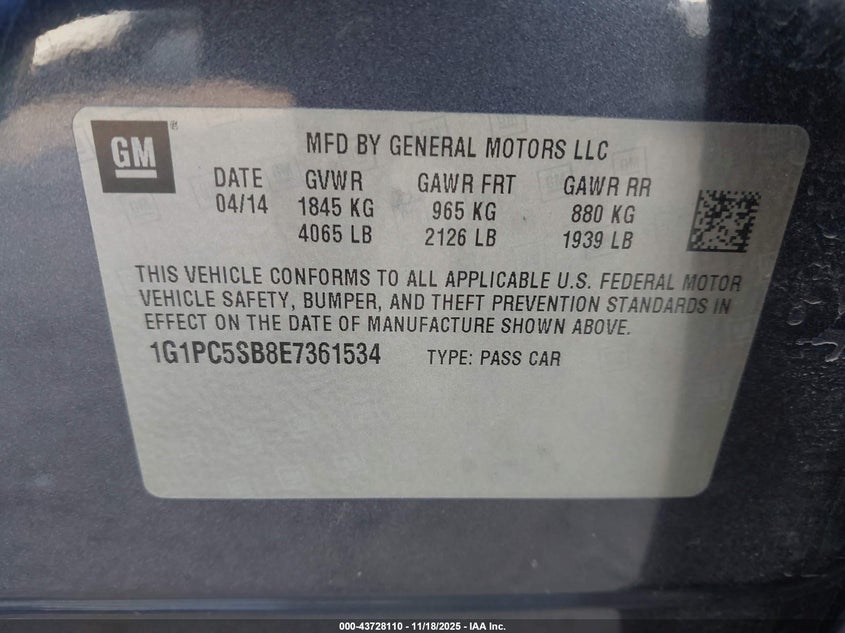 GM
MFD BY GENERAL MOTORS LLC
DATE GVWR GAWR FRT GAWR RR
04/14 1845 KG 965 KG 880 KG
4065 LB 2126 LB 1939 LB
THIS VEHICLE CONFORMS TO ALL APPLICABLE U.S. FEDERAL MOTOR
VEHICLE SAFETY, BUMPER, AND THEFT PREVENTION STANDARDS IN
EFFECT ON THE DATE OF MANUFACTURE SHOWN ABOVE.
1G1PC5SB8E7361534 TYPE: PASS CAR
000-43728110 — 11/18/2025 — IAA Inc.